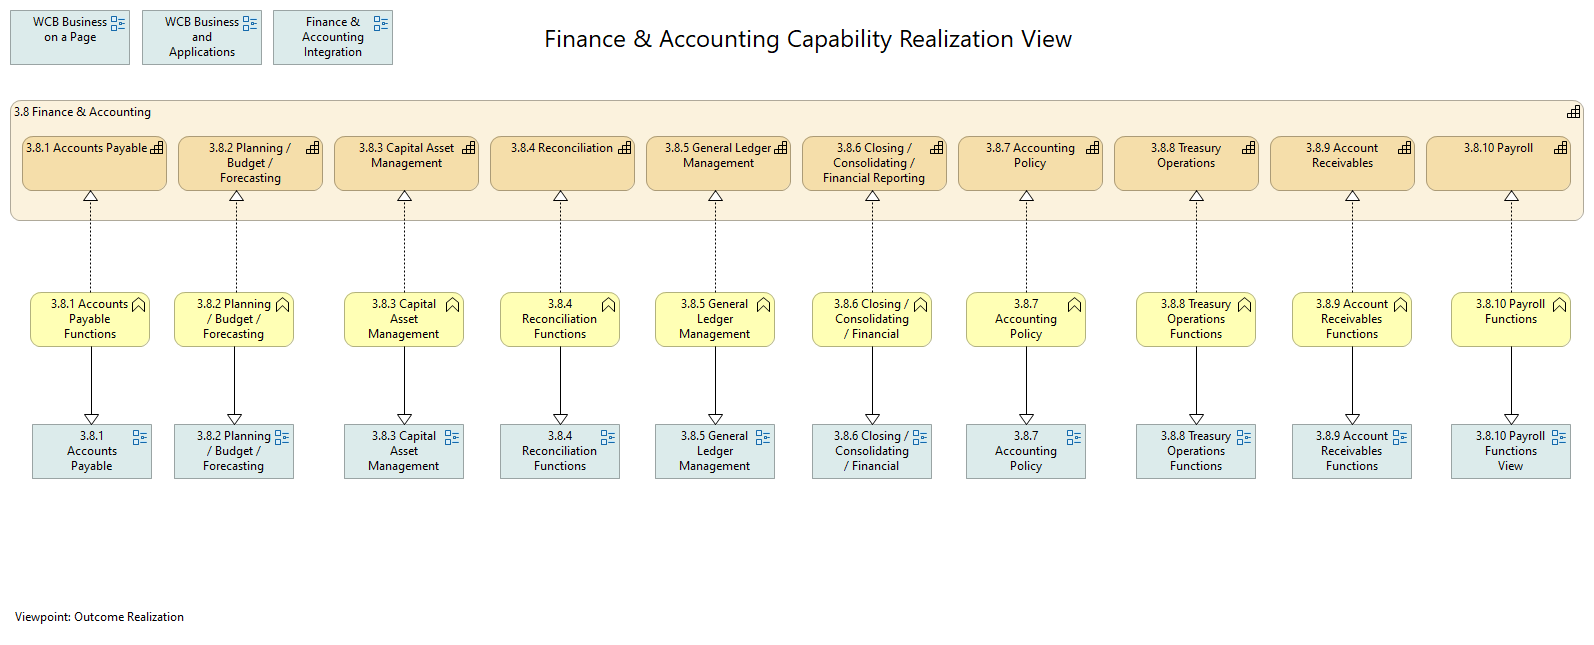 WCB Business
on a Page
WCB Business
and
Applications
Finance &
Accounting
Integration
Finance & Accounting Capability Realization View
3.8 Finance & Accounting
3.8.1 Accounts Payable
3.8.2 Planning /
Budget /
Forecasting
3.8.3 Capital Asset
Management
3.8.4 Reconciliation
3.8.5 General Ledger
Management
3.8.6 Closing /
Consolidating /
Financial Reporting
3.8.7 Accounting
Policy
3.8.8 Treasury
Operations
3.8.9 Account
Receivables
3.8.10 Payroll
3.8.1 Accounts
Payable
Functions
3.8.2 Planning
/ Budget /
Forecasting
3.8.3 Capital
Asset
Management
3.8.4
Reconciliation
Functions
3.8.5 General
Ledger
Management
3.8.6 Closing /
Consolidating
/ Financial
3.8.7
Accounting
Policy
3.8.8 Treasury
Operations
Functions
3.8.9 Account
Receivables
Functions
3.8.10 Payroll
Functions
3.8.1
Accounts
Payable
3.8.2 Planning
/ Budget /
Forecasting
3.8.3 Capital
Asset
Management
3.8.4
Reconciliation
Functions
3.8.5 General
Ledger
Management
3.8.6 Closing /
Consolidating
/ Financial
3.8.7
Accounting
Policy
3.8.8 Treasury
Operations
Functions
3.8.9 Account
Receivables
Functions
3.8.10 Payroll
Functions
View
Viewpoint: Outcome Realization